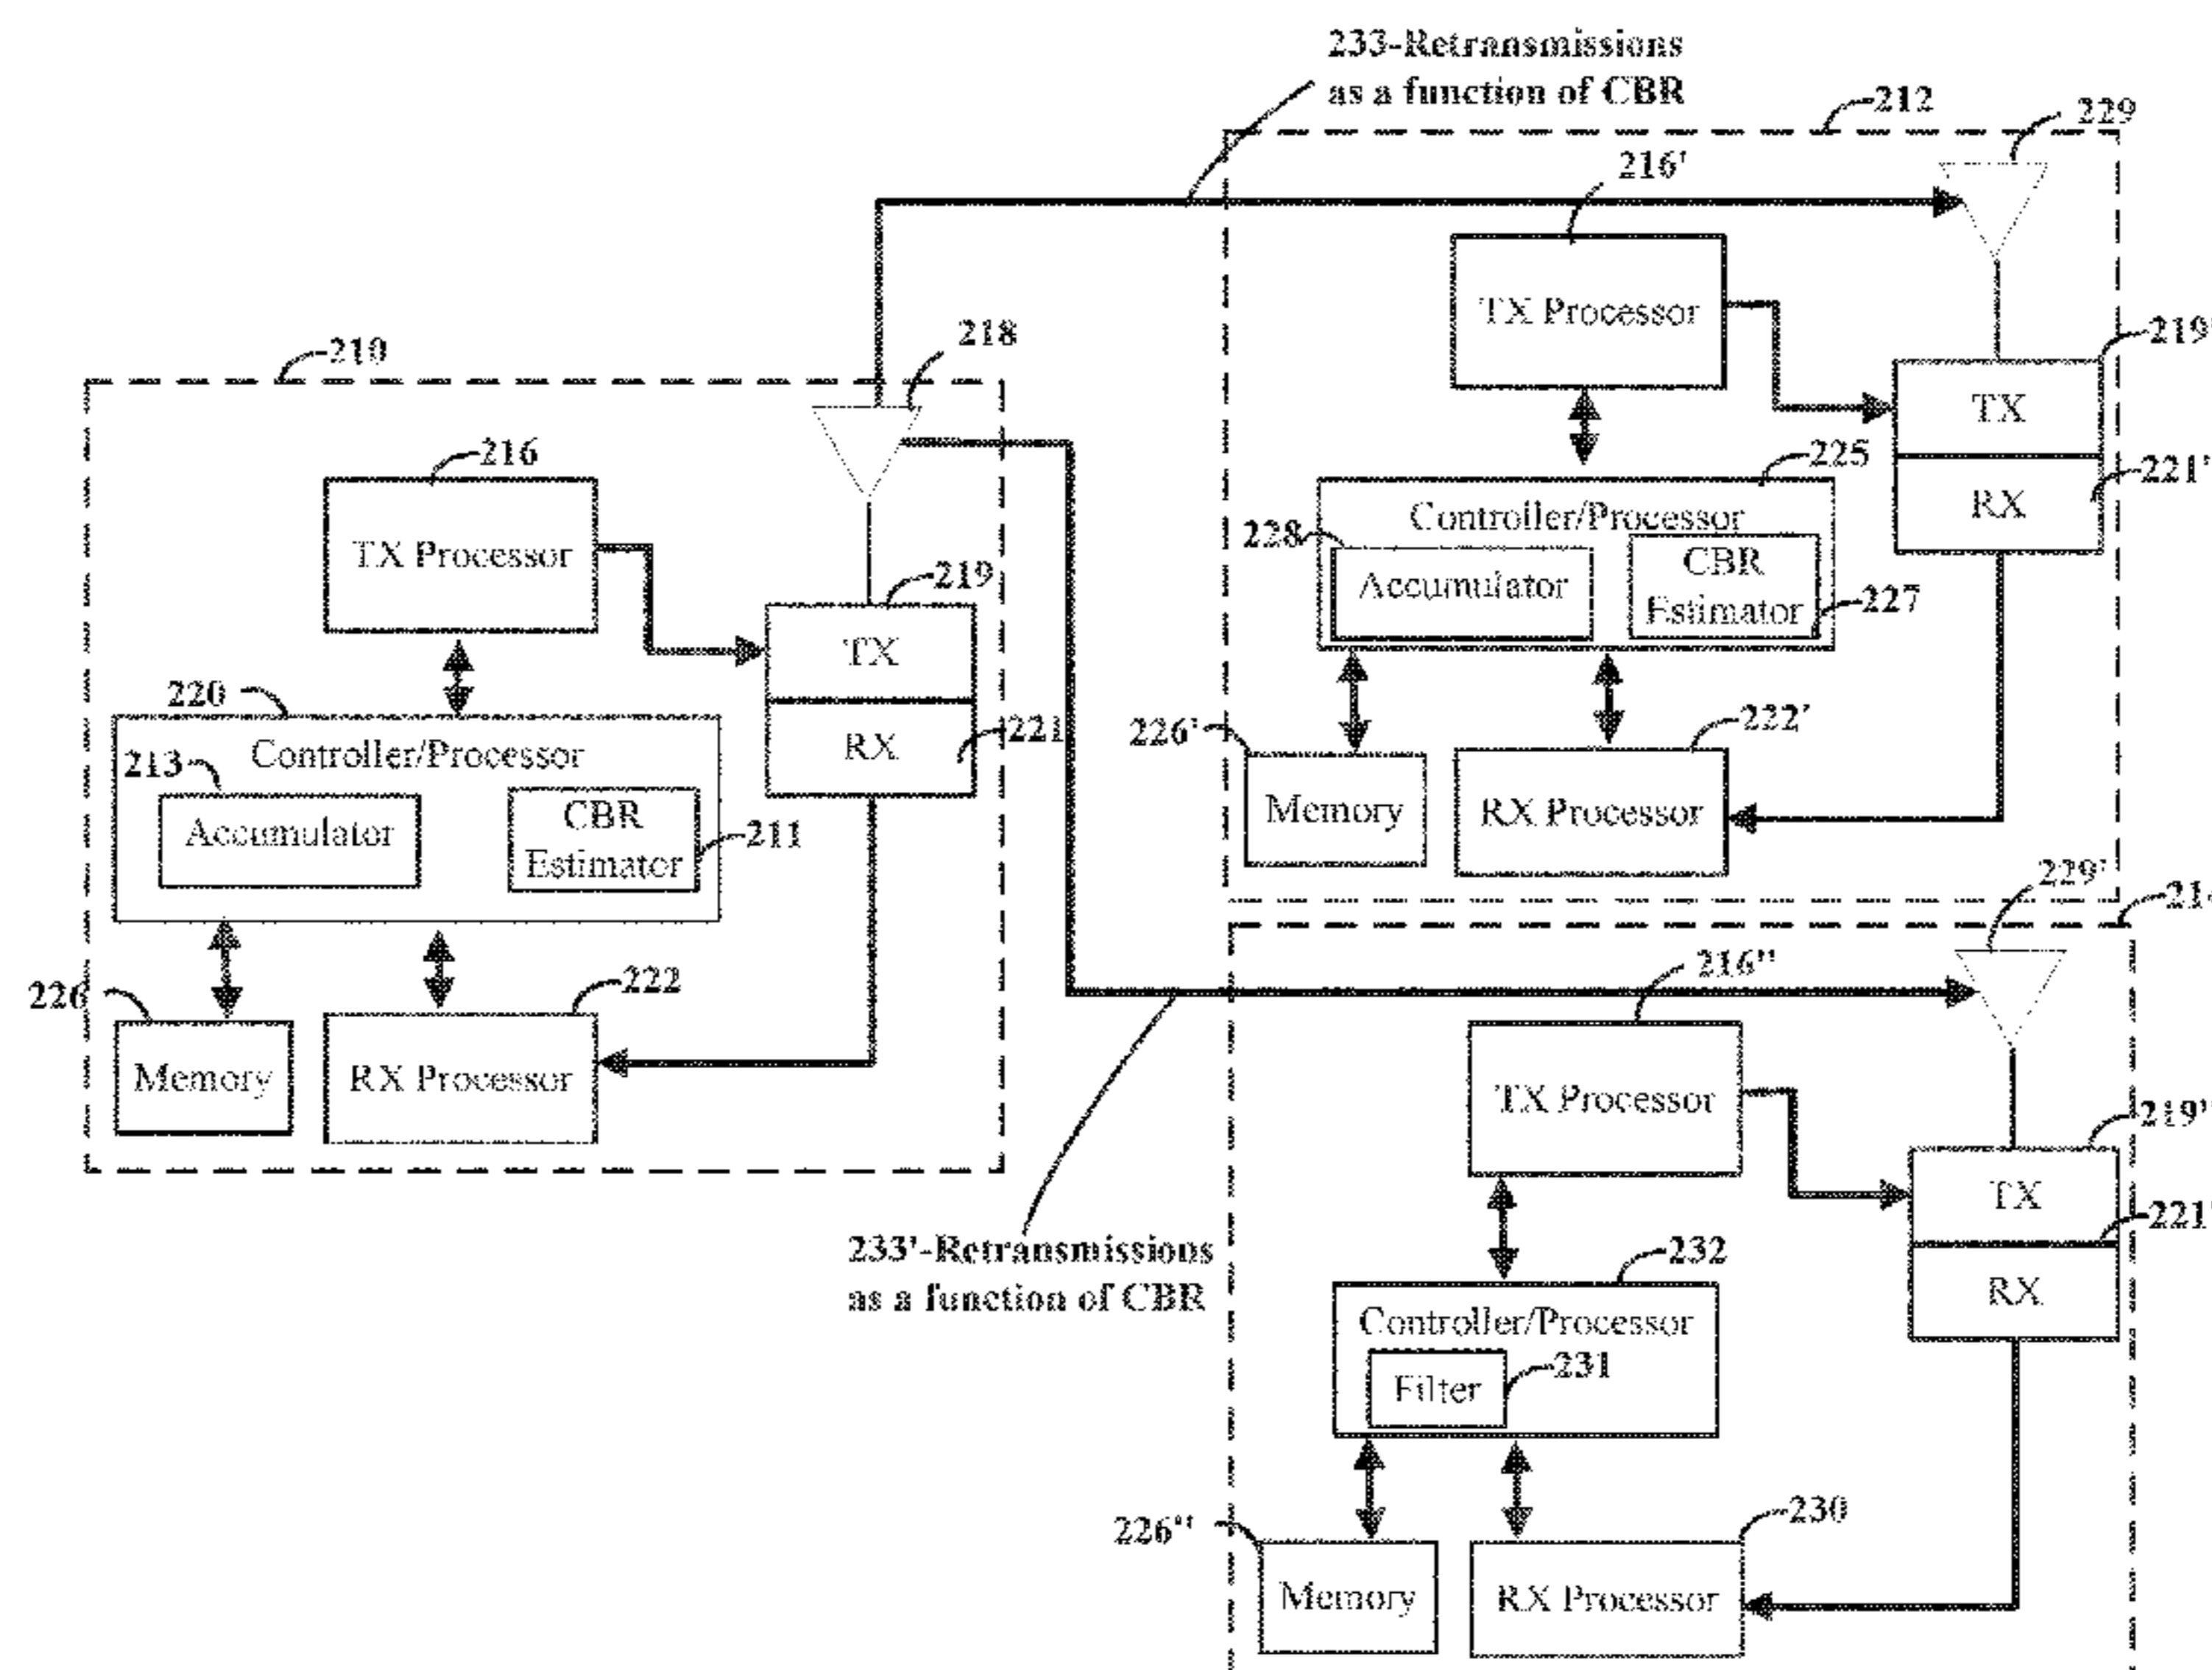 233-Retransmissions
as a function of CBR
212
229
216'
TX Processor
219'
TX
RX
221'
225
Controller/Processor
228
Accumulator
CBR
Estimator
227
226'
Memory
222'
RX Processor
210
218
216
TX Processor
219
TX
RX
221
220
Controller/Processor
213
Accumulator
CBR
Estimator
211
226
Memory
222
RX Processor
233'-Retransmissions
as a function of CBR
229'
216"
TX Processor
219"
TX
RX
232
Controller/Processor
Filter
231
226"
Memory
230
RX Processor